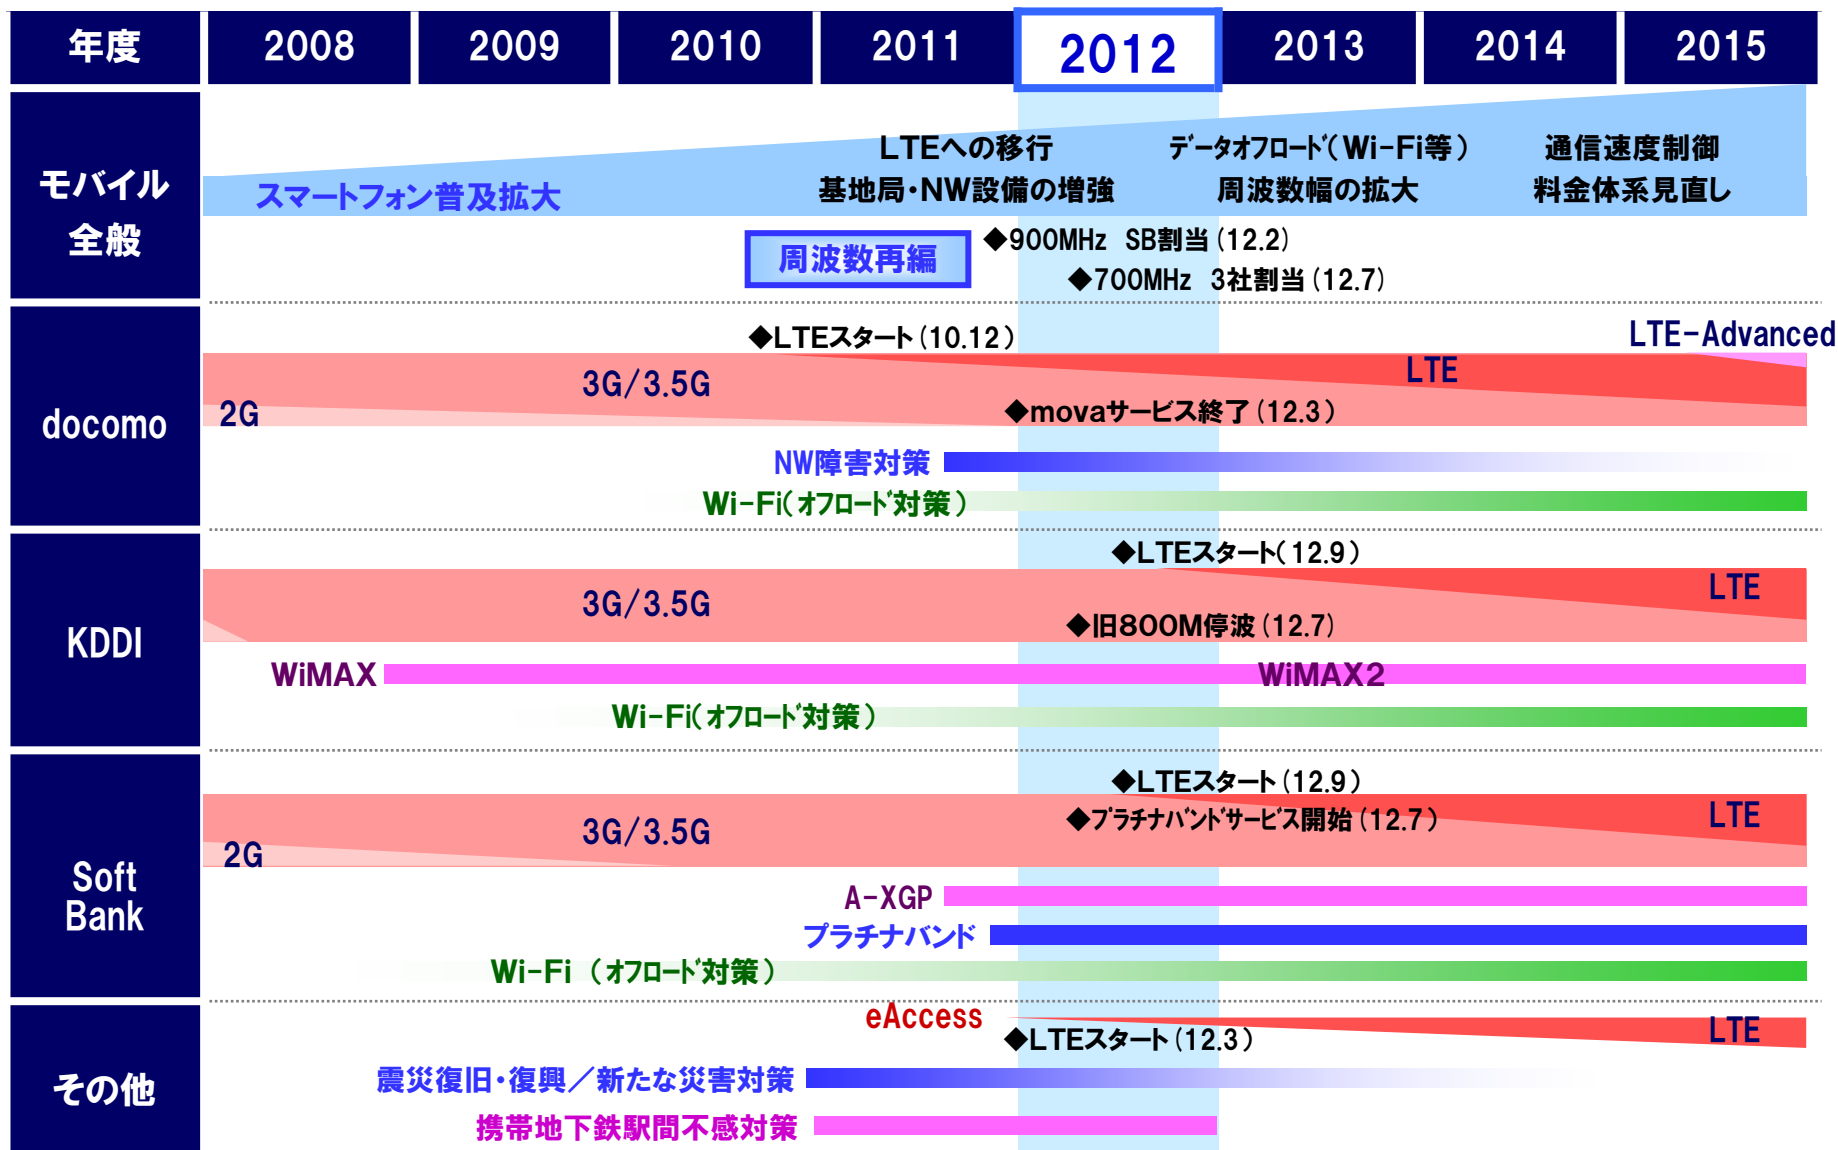 年度 2008 2009 2010 2011 2012 2013 2014 2015
モバイル
全般
スマートフォン普及拡大
LTEへの移行
基地局・NW設備の増強
データオフロード(Wi-Fi等)
周波数幅の拡大
通信速度制御
料金体系見直し
周波数再編
◆900MHz SB割当(12.2)
◆700MHz 3社割当(12.7)
docomo
◆LTEスタート(10.12)
LTE-Advanced
LTE
3G/3.5G
2G
◆movaサービス終了(12.3)
NW障害対策
Wi-Fi(オフロード対策)
KDDI
◆LTEスタート(12.9)
LTE
3G/3.5G
◆旧800M停波(12.7)
WiMAX
WiMAX2
Wi-Fi(オフロード対策)
Soft
Bank
◆LTEスタート(12.9)
LTE
◆プラチナバンドサービス開始(12.7)
3G/3.5G
2G
A-XGP
プラチナバンド
Wi-Fi (オフロード対策)
その他
eAccess
◆LTEスタート(12.3)
LTE
震災復旧・復興/新たな災害対策
携帯地下鉄駅間不感対策